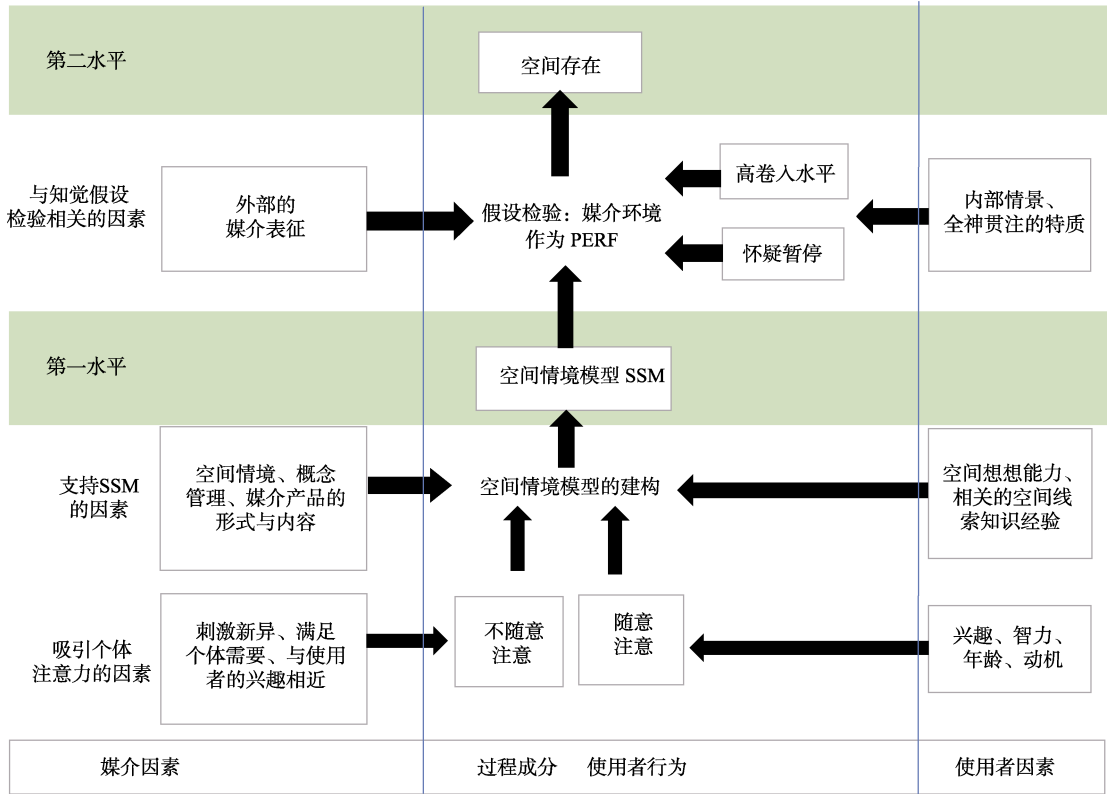 第二水平
空间存在
与知觉假设
检验相关的因素
外部的
媒介表征
假设检验：媒介环境
作为 PERF
高卷入水平
怀疑暂停
内部情景、
全神贯注的特质
第一水平
空间情境模型 SSM
支持SSM
的因素
空间情境、概念
管理、媒介产品的
形式与内容
空间情境模型的建构
空间想想能力、
相关的空间线
索知识经验
吸引个体
注意力的因素
刺激新异、满足
个体需要、与使用
者的兴趣相近
不随意
注意
随意
注意
兴趣、智力、
年龄、动机
媒介因素
过程成分
使用者行为
使用者因素